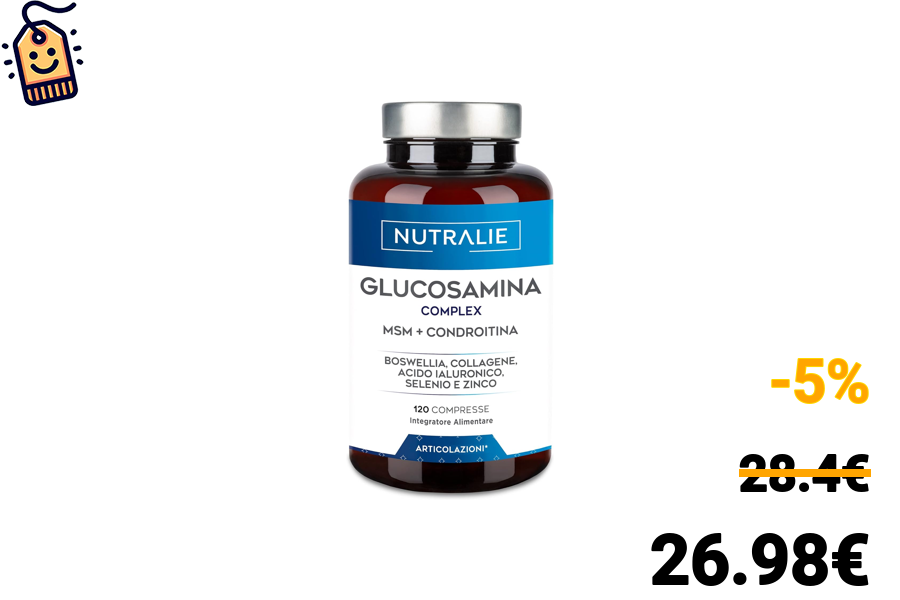 NUTRALIE
GLUCOSAMINA
COMPLEX
MSM + CONDROITINA
BOSWELLIA, COLLAGENE,
ACIDO IALURONICO,
SELENIO E ZINCO
120 COMPRESSE
Integratore Alimentare
ARTICOLAZIONI*
-5%
28.4€
26.98€